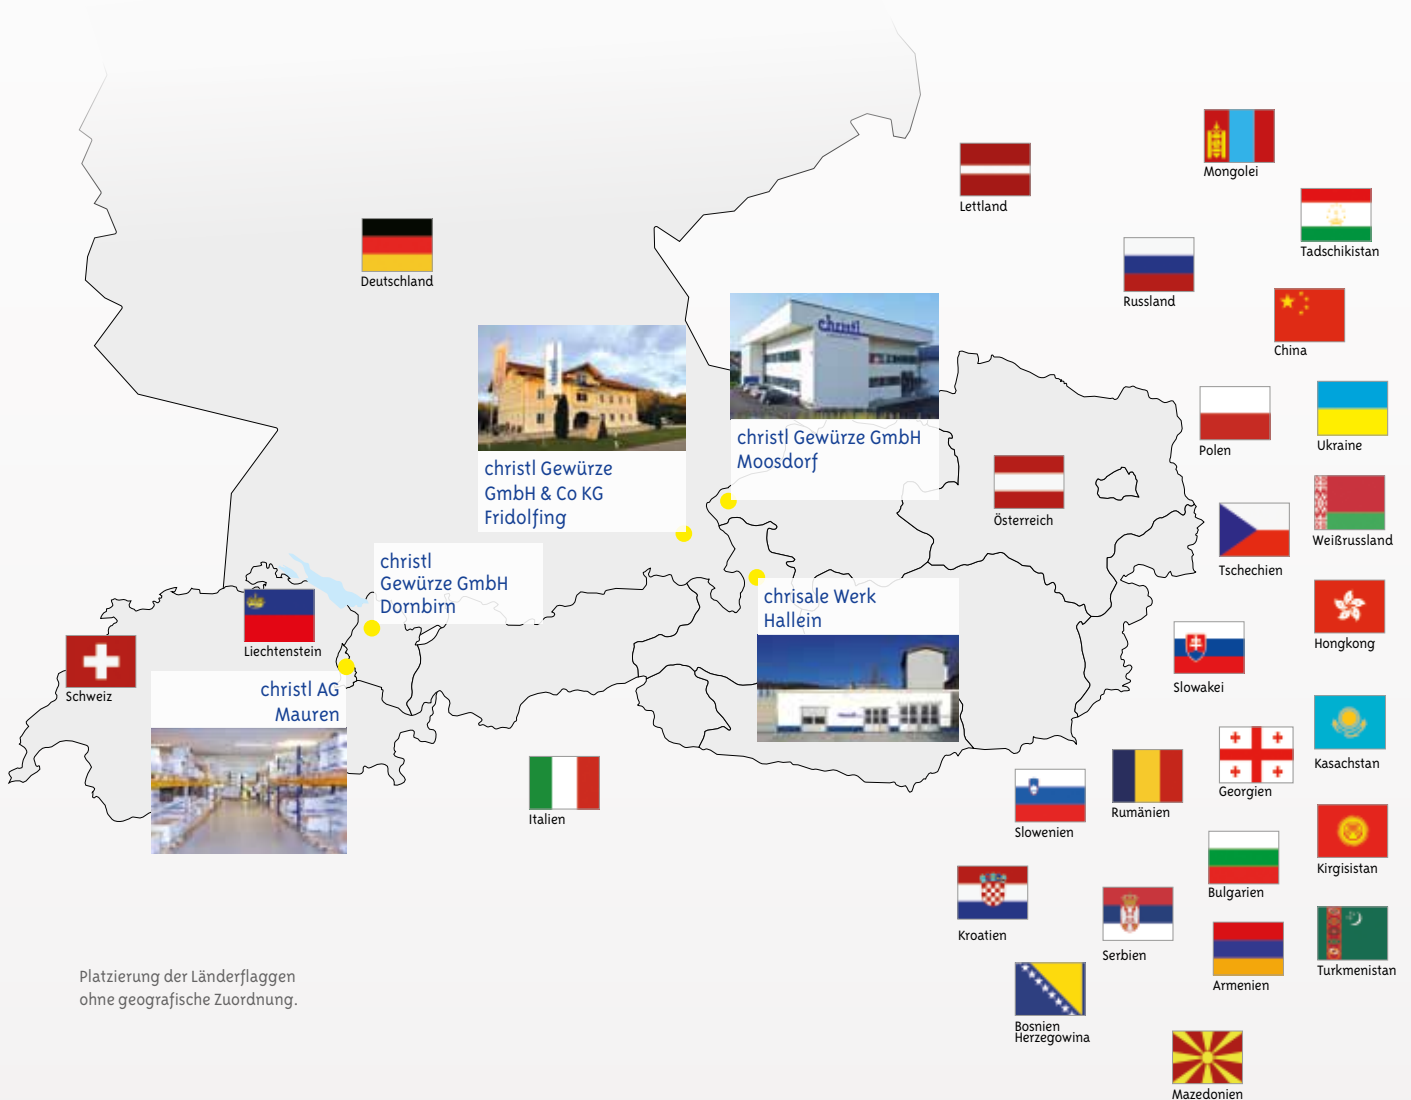 Mongolei
Lettland
Tadschikistan
Deutschland
Russland
christl
China
christl Gewürze GmbH
Moosdorf
Polen
Ukraine
christl Gewürze
GmbH & Co KG
Fridolfing
Österreich
Weißrussland
Tschechien
christl
Gewürze GmbH
Dornbirn
chrisale Werk
Hallein
Hongkong
Liechtenstein
Schweiz
Slowakei
christl AG
Mauren
Kasachstan
Georgien
Italien
Slowenien
Rumänien
Kirgisistan
Bulgarien
Kroatien
Serbien
Turkmenistan
Armenien
Platzierung der Länderflaggen
ohne geografische Zuordnung.
Bosnien
Herzegowina
Mazedonien